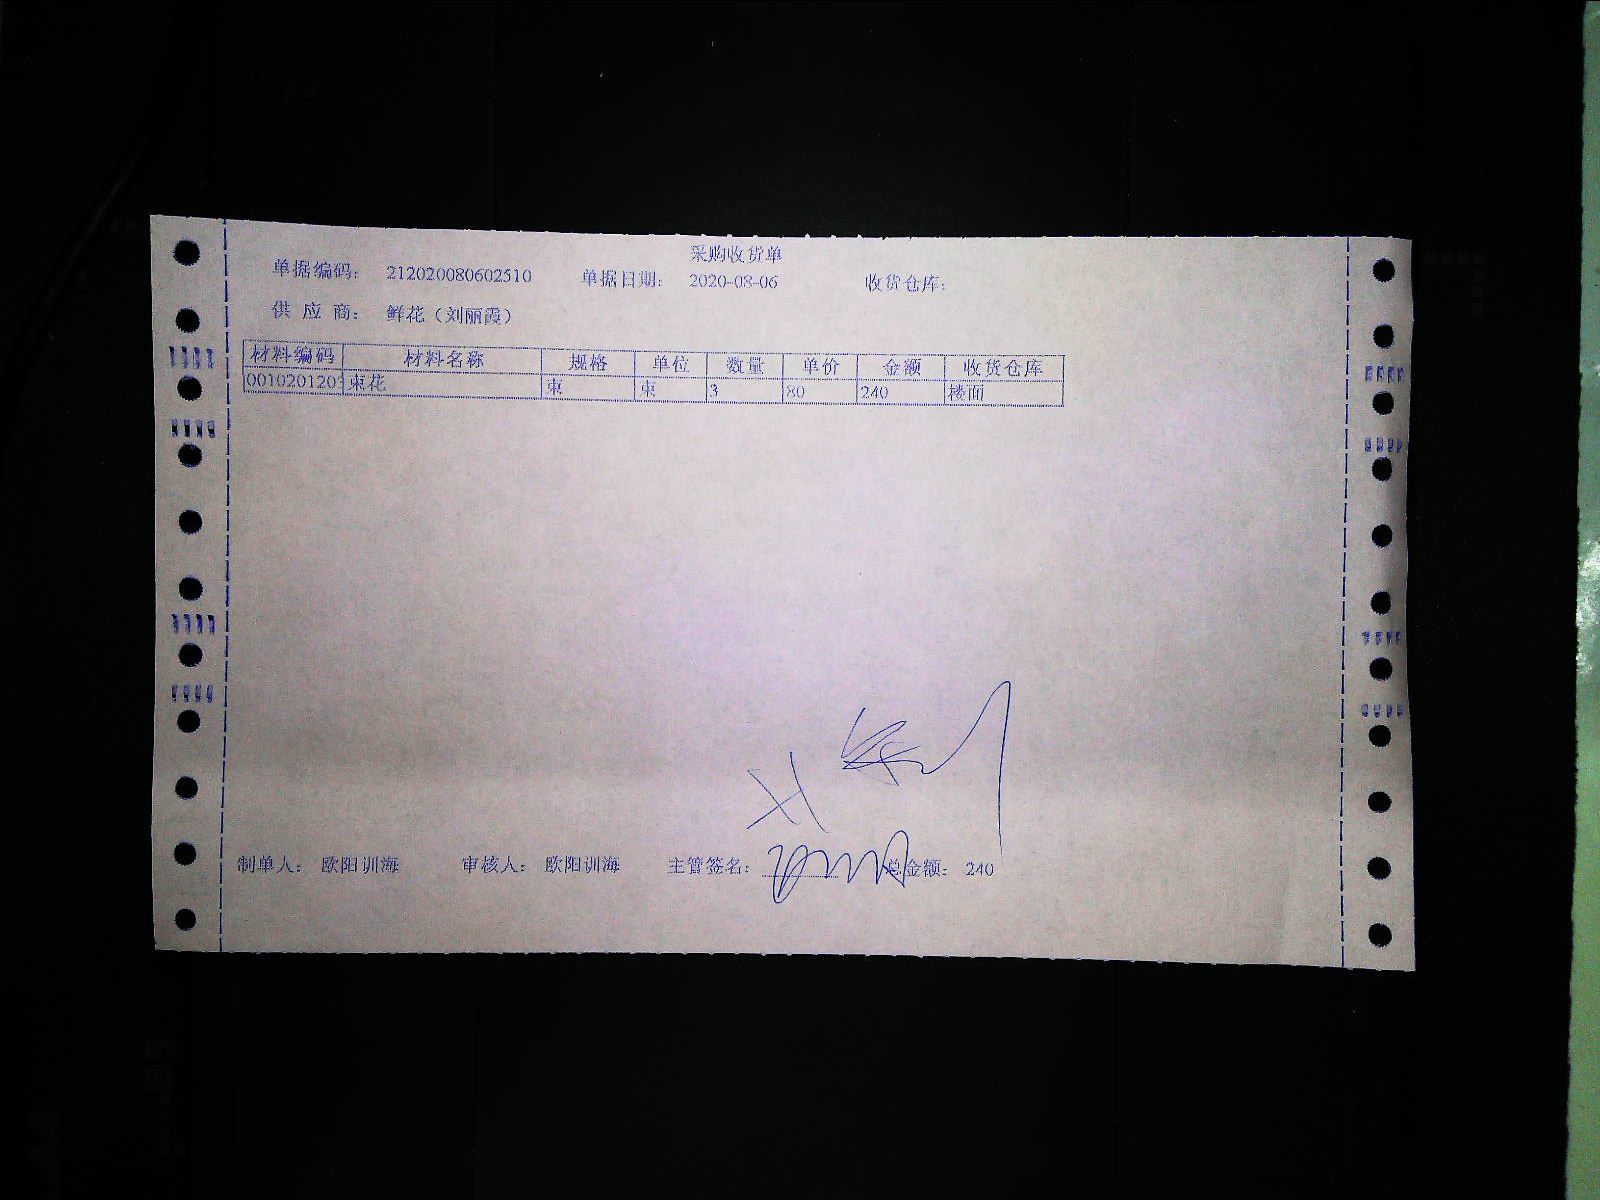 采购收货单
单据编码： 212020080602510 单据日期： 2020-08-06 收货仓库：
供 应 商： 鲜花（刘丽霞）
材料编码 材料名称 规格 单位 数量 单价 金额 收货仓库
0010201203 束花 束 束 3 80 240 楼面
制单人： 欧阳训海 审核人： 欧阳训海 主管签名： 总金额： 240